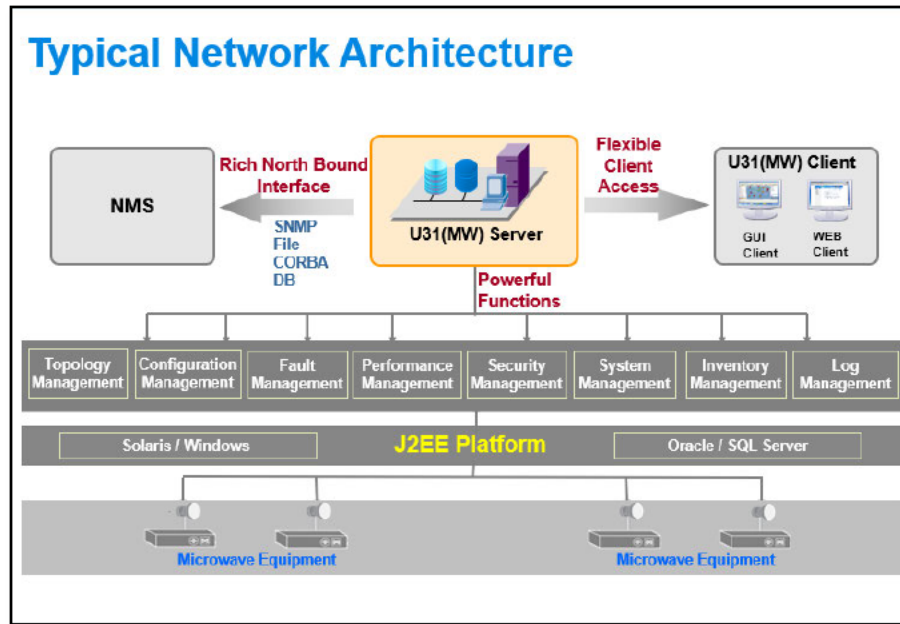 Typical Network Architecture
NMS
Rich North Bound
Interface
SNMP
File
CORBA
DB
U31(MW) Server
Flexible
Client
Access
U31(MW) Client
GUI
Client
WEB
Client
Powerful
Functions
Topology
Management
Configuration
Management
Fault
Management
Performance
Management
Security
Management
System
Management
Inventory
Management
Log
Management
Solaris / Windows
J2EE Platform
Oracle / SQL Server
Microwave Equipment
Microwave Equipment